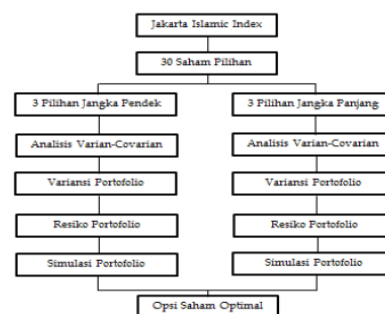 Jakarta Islamic Index
30 Saham Pilihan
3 Pilihan Jangka Pendek
3 Pilihan Jangka Panjang
Analisis Varian-Covarian
Analisis Varian-Covarian
Variansi Portofolio
Variansi Portofolio
Resiko Portofolio
Resiko Portofolio
Simulasi Portofolio
Simulasi Portofolio
Opsi Saham Optimal